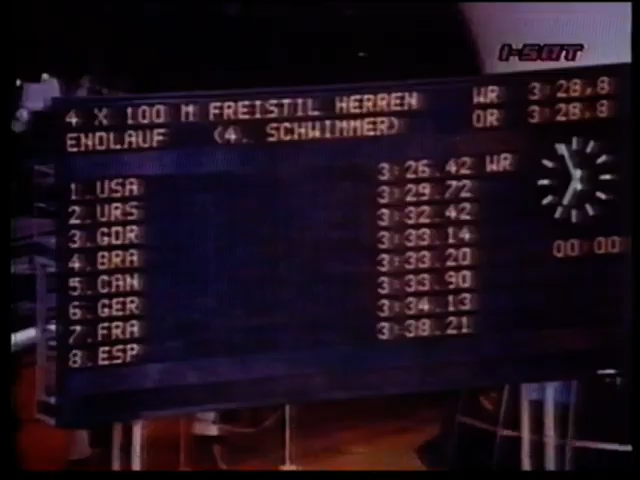 I-SAT
4 X 100 M FREISTIL HERREN WR 3:28,8
ENDLAUF (4. SCHWIMMER) OR 3:28,8
1.USA 3:26.42 WR
2.URS 3:29.72
3.GDR 3:32.42
4.BRA 3:33.14
5.CAN 3:33.20
6.GER 3:33.90
7.FRA 3:34.13
8.ESP 3:38.21
00:00